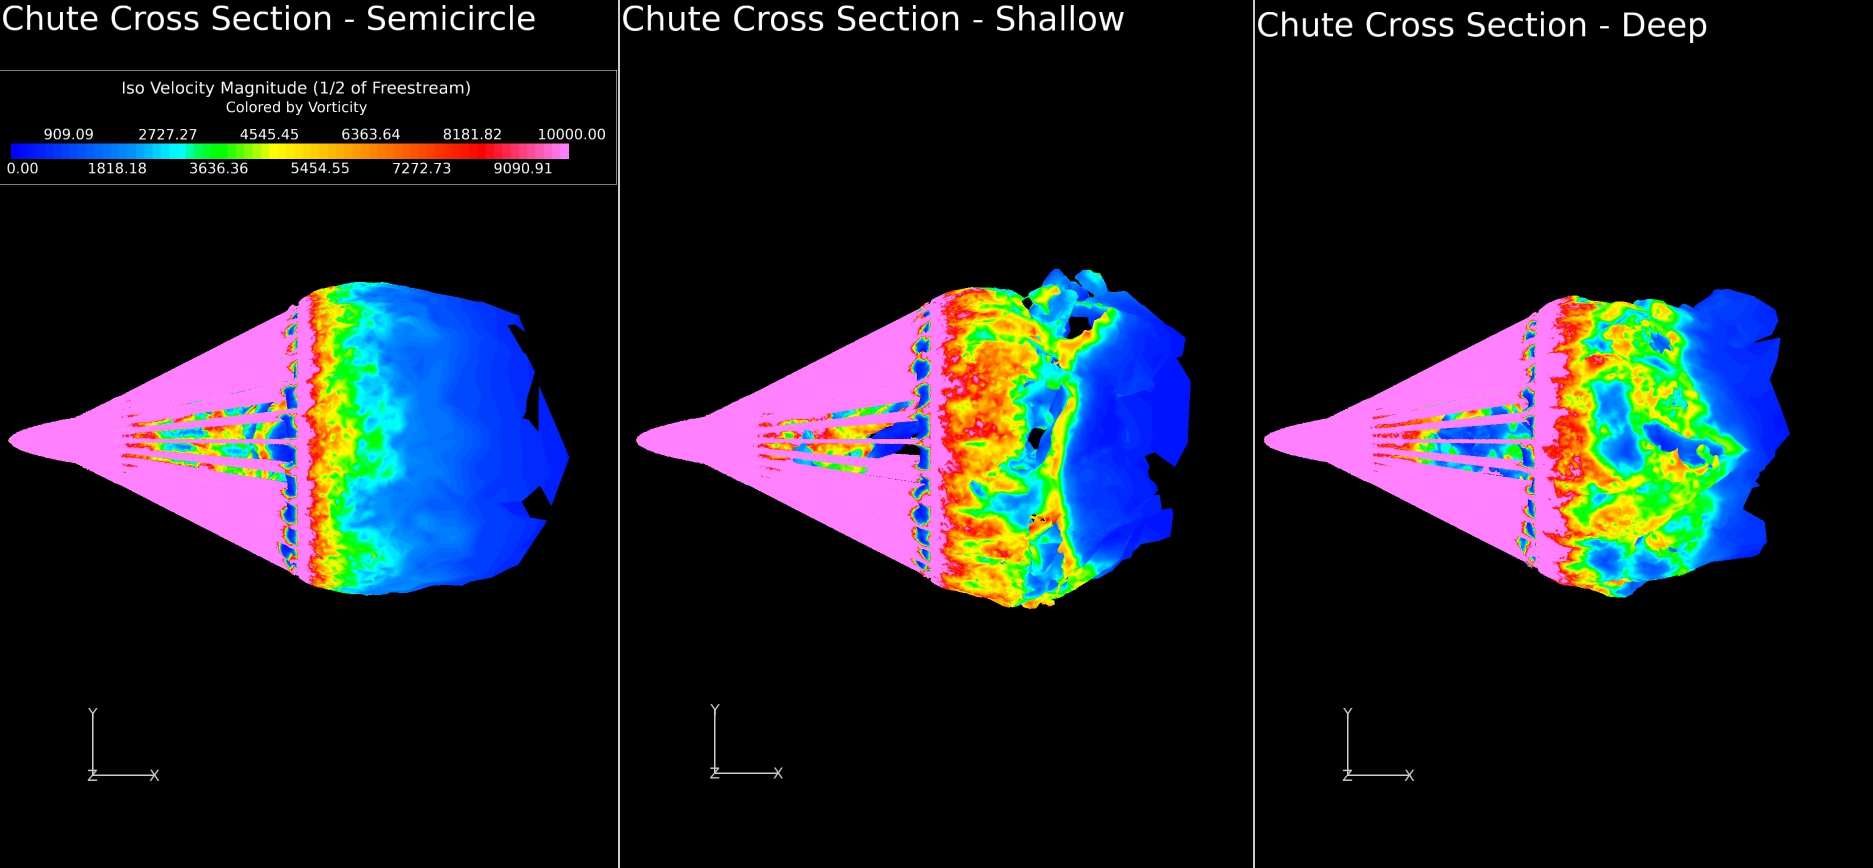 Chute Cross Section - Semicircle
Iso Velocity Magnitude (1/2 of Freestream)
Colored by Vorticity
909.09 2727.27 4545.45 6363.64 8181.82 10000.00
0.00 1818.18 3636.36 5454.55 7272.73 9090.91
Y
Z X
Chute Cross Section - Shallow
Y
Z X
Chute Cross Section - Deep
Y
Z X